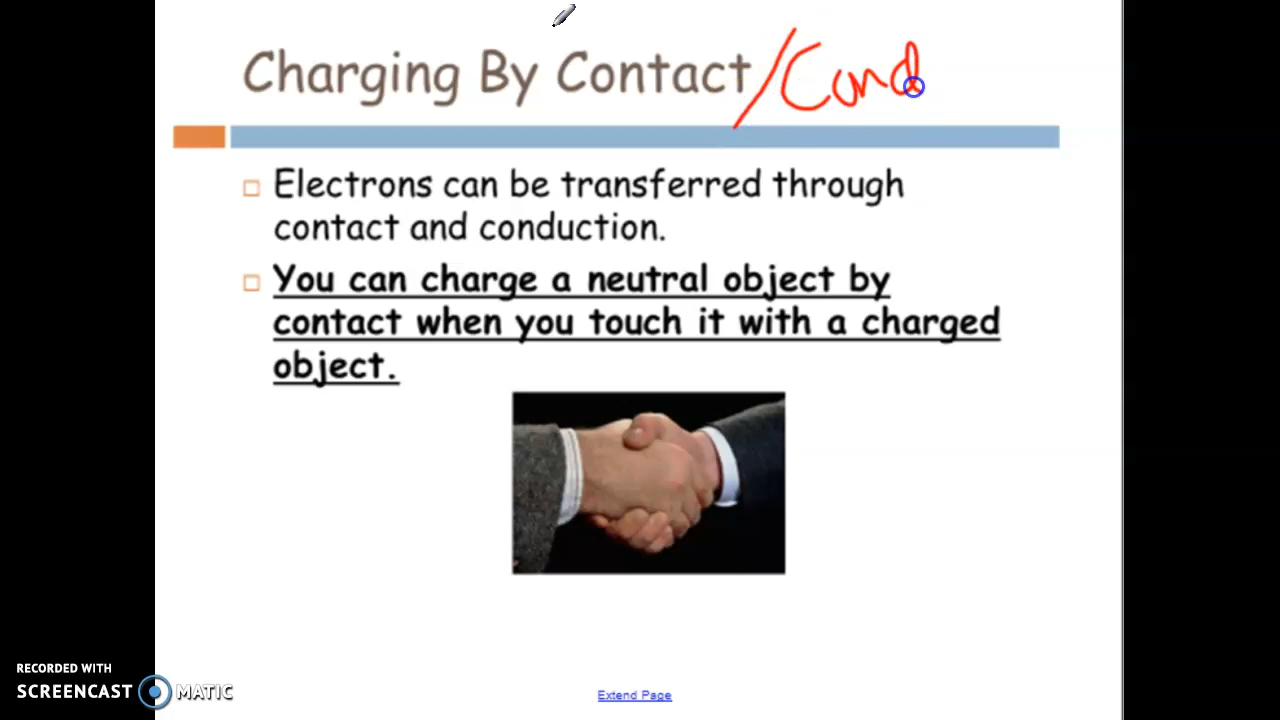 Charging By Contact/Cond
Electrons can be transferred through
contact and conduction.
You can charge a neutral object by
contact when you touch it with a charged
object.
RECORDED WITH
SCREENCAST MATIC
Extend Page